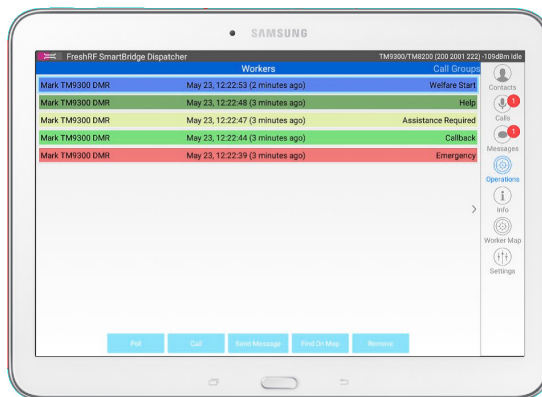 SAMSUNG
FreshRF SmartBridge Dispatcher TM9300/TM8200 (200 2001 222) -109dBm Idle
Workers Call Groups
Mark TM9300 DMR May 23, 12:22:53 (2 minutes ago) Welfare Start
Mark TM9300 DMR May 23, 12:22:48 (3 minutes ago) Help
Mark TM9300 DMR May 23, 12:22:47 (3 minutes ago) Assistance Required
Mark TM9300 DMR May 23, 12:22:44 (3 minutes ago) Callback
Mark TM9300 DMR May 23, 12:22:39 (3 minutes ago) Emergency
Contacts
1
Calls
1
Messages
Operations
Info
Worker Map
Settings
Poll Call Send Message Find On Map Remove